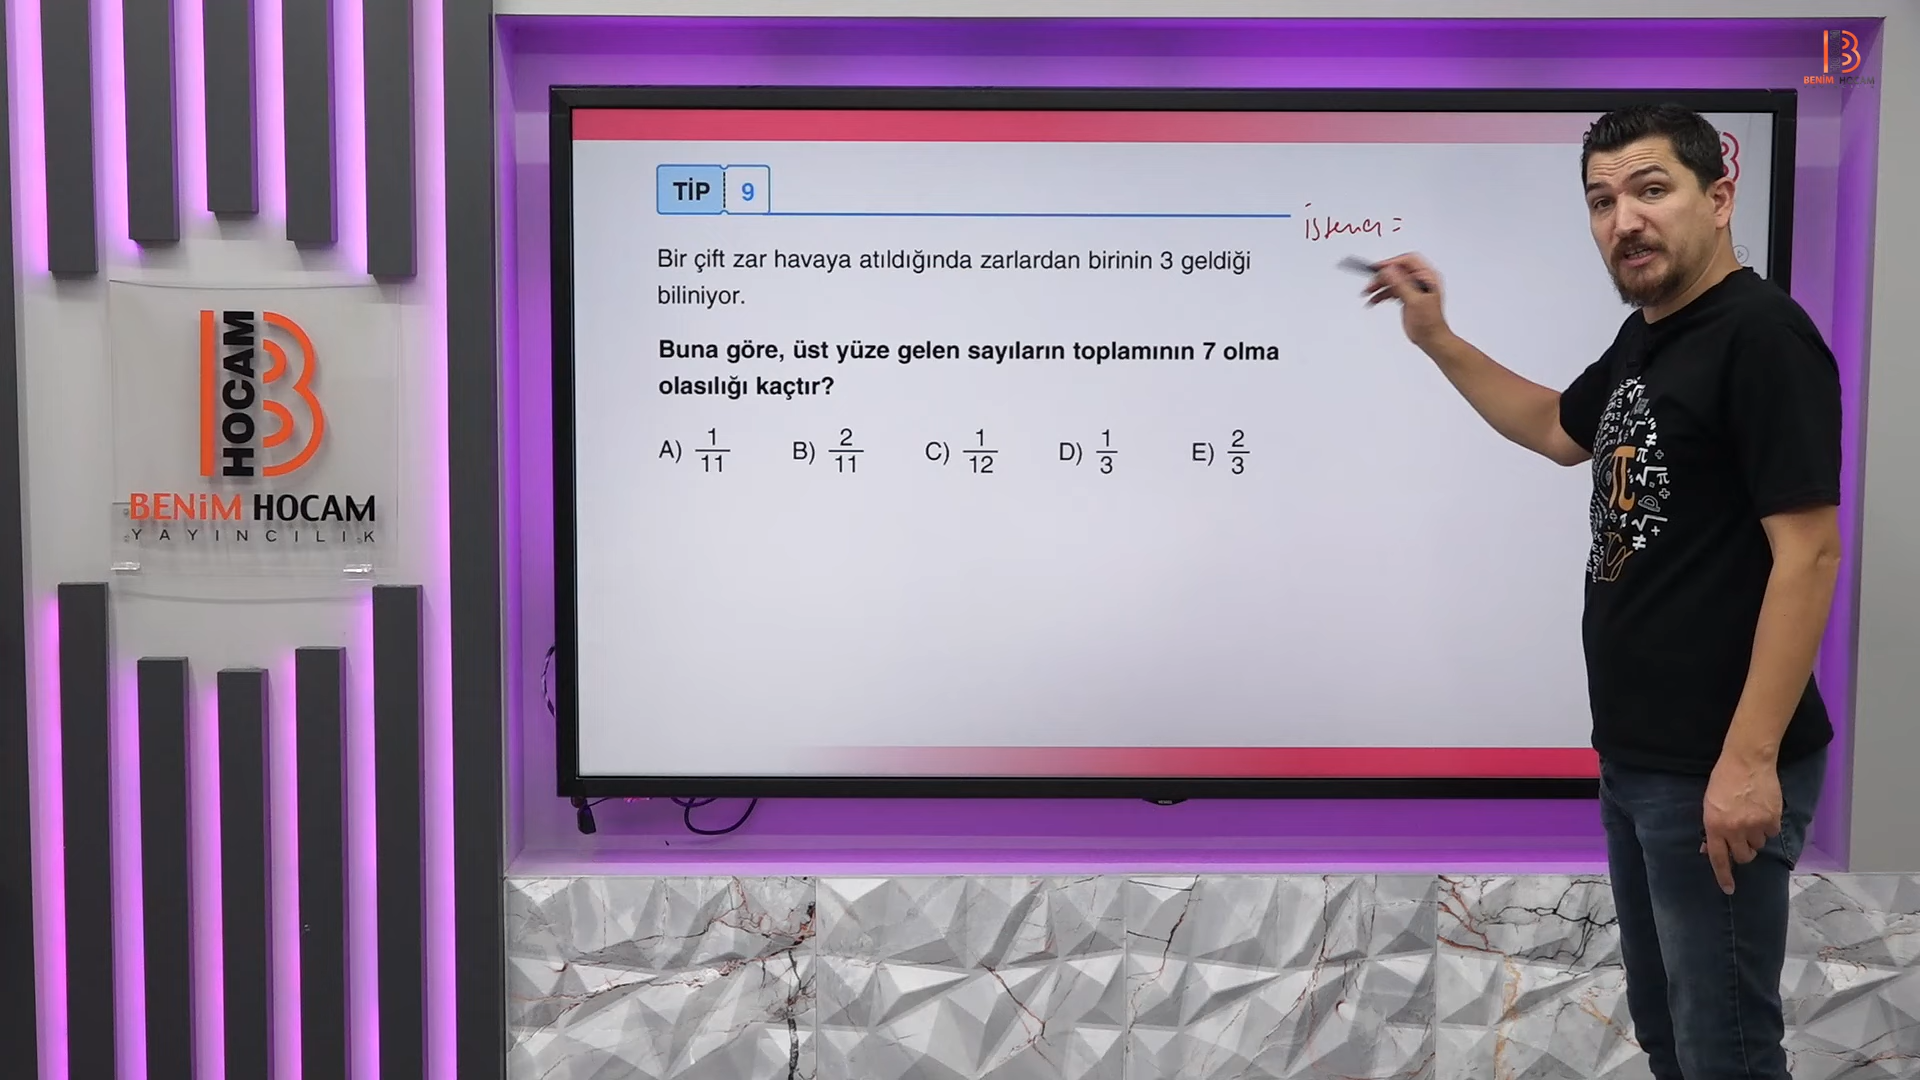 BENİM HOCAM
TİP 9
İstenen =
Bir çift zar havaya atıldığında zarlardan birinin 3 geldiği
biliniyor.
Buna göre, üst yüze gelen sayıların toplamının 7 olma
olasılığı kaçtır?
A) 1/11 B) 2/11 C) 1/12 D) 1/3 E) 2/3
HOCAM
BENiM HOCAM
YAYINCILIK